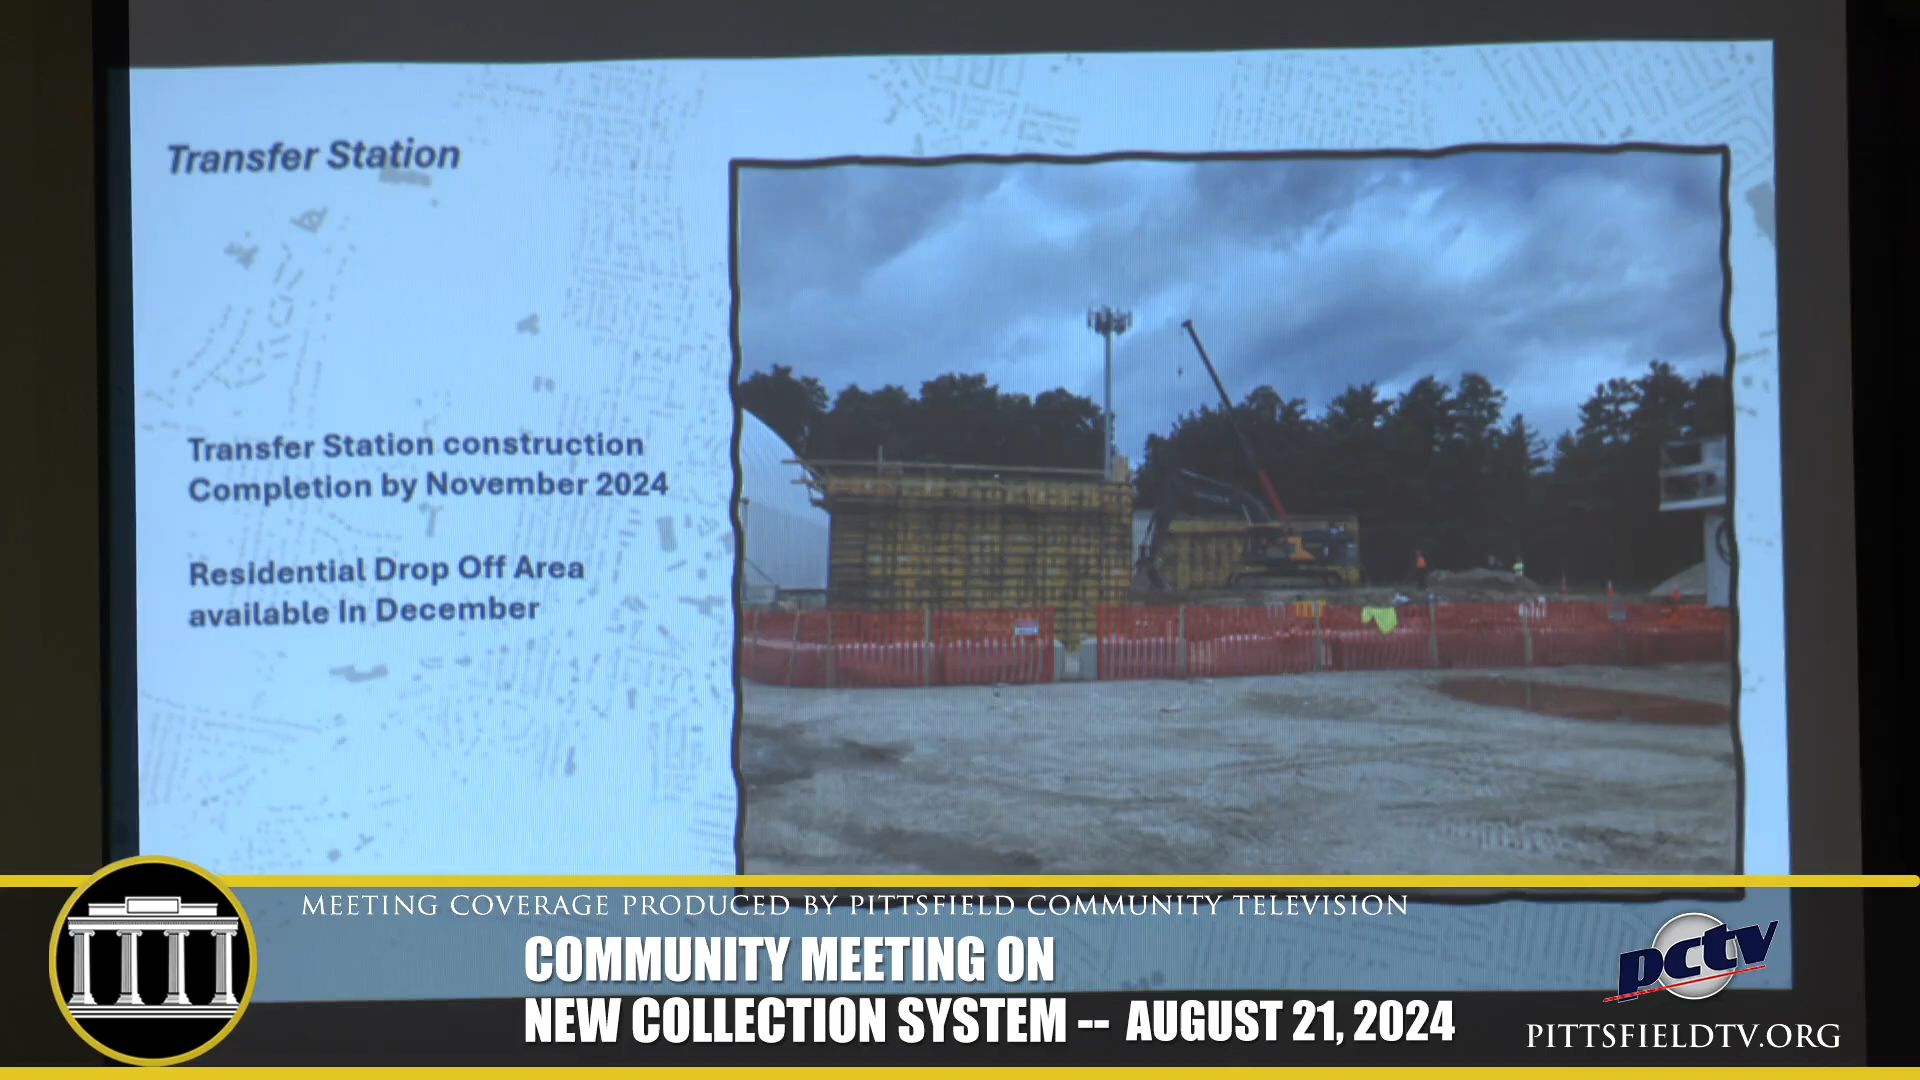 Transfer Station
Transfer Station construction
Completion by November 2024
Residential Drop Off Area
available In December
MEETING COVERAGE PRODUCED BY PITTSFIELD COMMUNITY TELEVISION
COMMUNITY MEETING ON
NEW COLLECTION SYSTEM -- AUGUST 21, 2024
pctv
PITTSFIELDTV.ORG